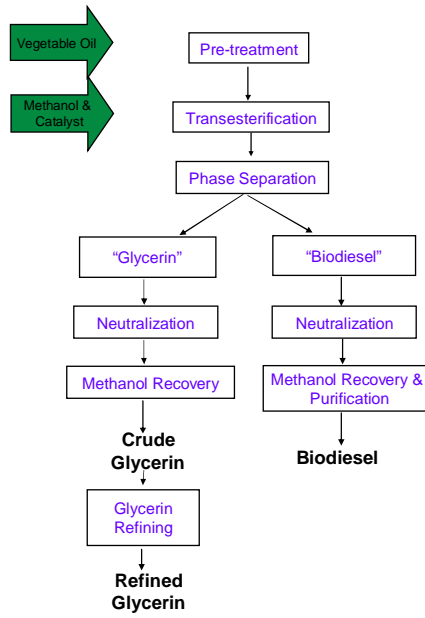 Vegetable Oil
Pre-treatment
Methanol &
Catalyst
Transesterification
Phase Separation
“Glycerin”
“Biodiesel”
Neutralization
Neutralization
Methanol Recovery
Methanol Recovery &
Purification
Crude
Glycerin
Biodiesel
Glycerin
Refining
Refined
Glycerin